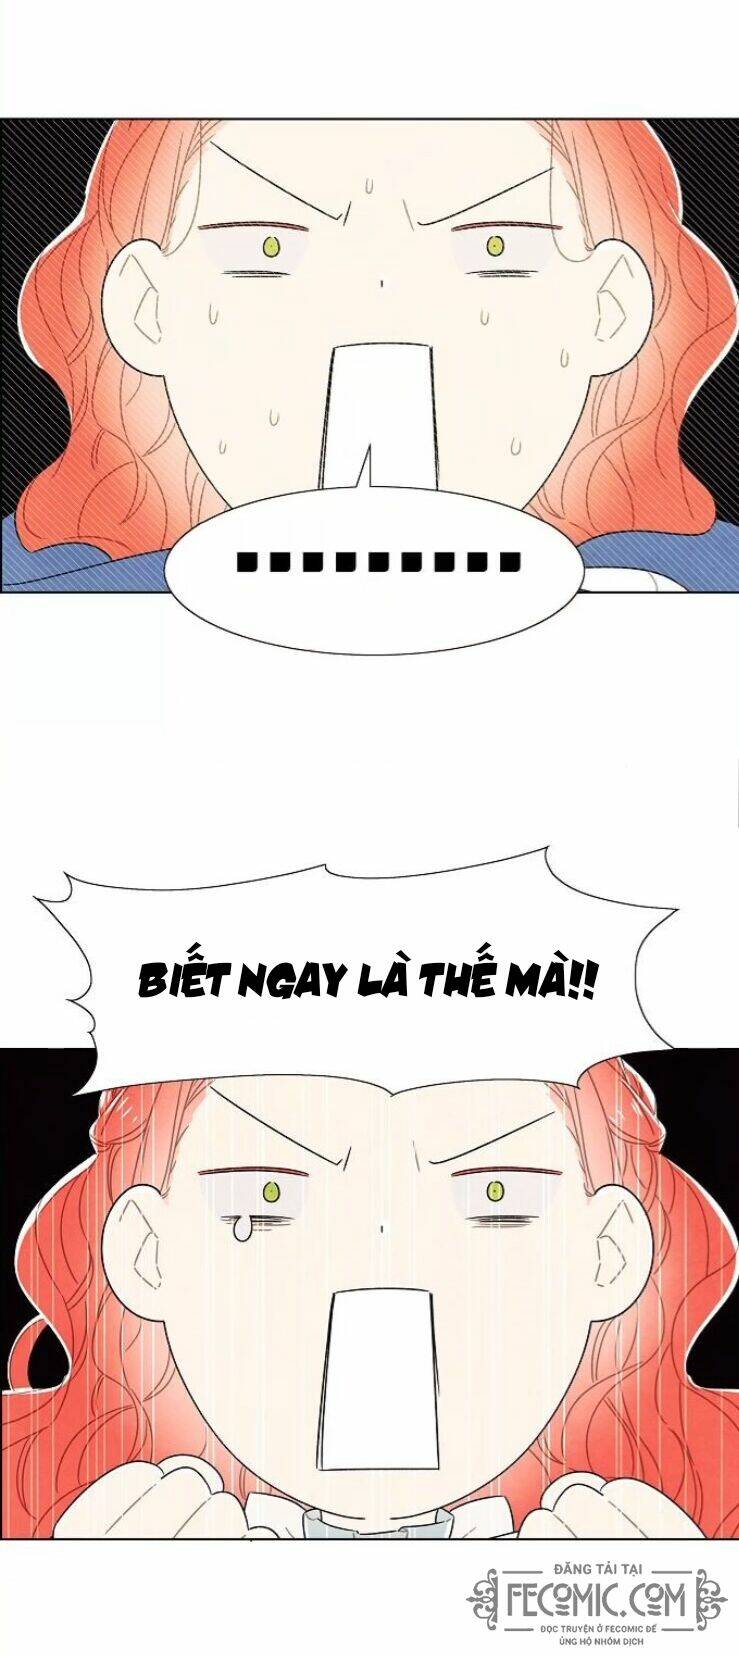 .........
BIẾT NGAY LÀ THẾ MÀ!!
ĐĂNG TẢI TẠI
FECOMIC.COM
ĐỌC TRUYỆN Ở FECOMIC ĐỂ
ỦNG HỘ NHÓM DỊCH